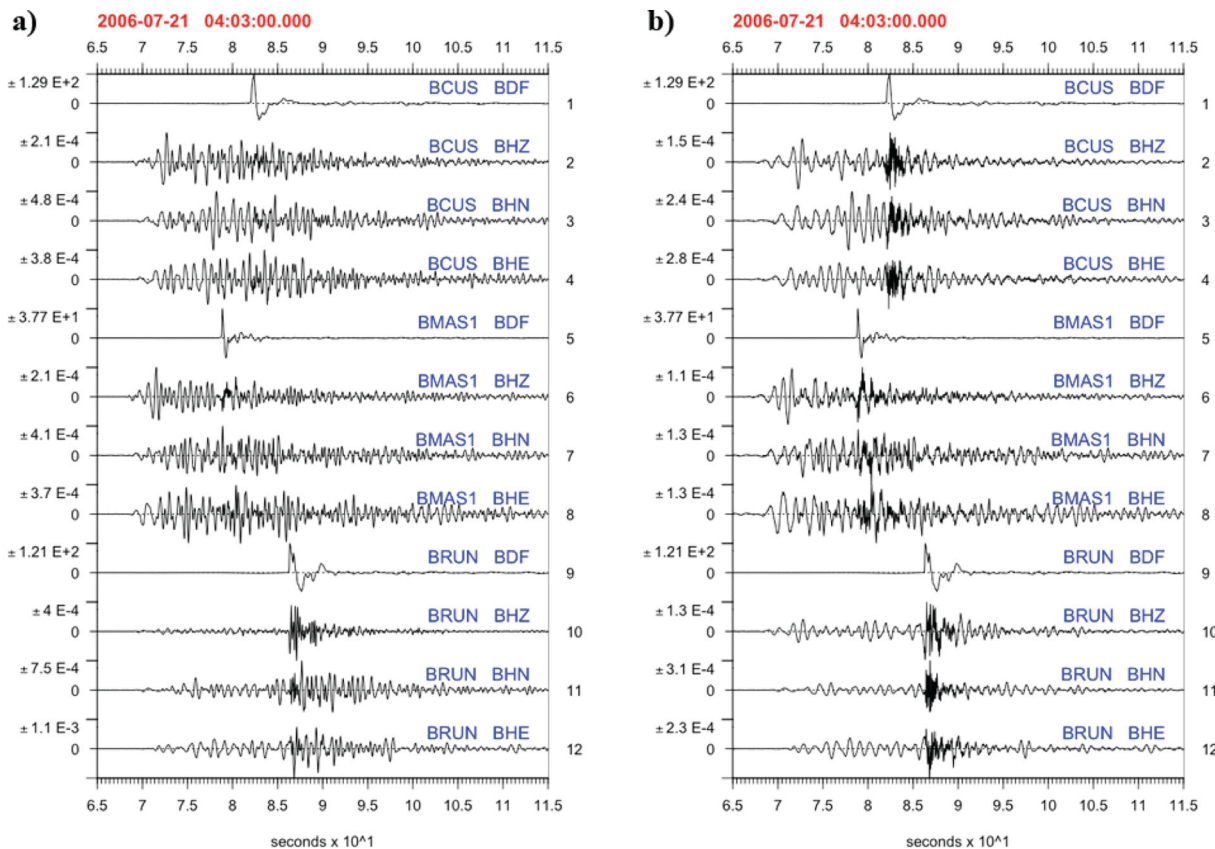 a)
2006-07-21 04:03:00.000
6.5 7 7.5 8 8.5 9 9.5 10 10.5 11 11.5
± 1.29 E+2
0
BCUS BDF
1
± 2.1 E-4
0
BCUS BHZ
2
± 4.8 E-4
0
BCUS BHN
3
± 3.8 E-4
0
BCUS BHE
4
± 3.77 E+1
0
BMAS1 BDF
5
± 2.1 E-4
0
BMAS1 BHZ
6
± 4.1 E-4
0
BMAS1 BHN
7
± 3.7 E-4
0
BMAS1 BHE
8
± 1.21 E+2
0
BRUN BDF
9
± 4 E-4
0
BRUN BHZ
10
± 7.5 E-4
0
BRUN BHN
11
± 1.1 E-3
0
BRUN BHE
12
6.5 7 7.5 8 8.5 9 9.5 10 10.5 11 11.5
seconds x 10^1
b)
2006-07-21 04:03:00.000
6.5 7 7.5 8 8.5 9 9.5 10 10.5 11 11.5
± 1.29 E+2
0
BCUS BDF
1
± 1.5 E-4
0
BCUS BHZ
2
± 2.4 E-4
0
BCUS BHN
3
± 2.8 E-4
0
BCUS BHE
4
± 3.77 E+1
0
BMAS1 BDF
5
± 1.1 E-4
0
BMAS1 BHZ
6
± 1.3 E-4
0
BMAS1 BHN
7
± 1.3 E-4
0
BMAS1 BHE
8
± 1.21 E+2
0
BRUN BDF
9
± 1.3 E-4
0
BRUN BHZ
10
± 3.1 E-4
0
BRUN BHN
11
± 2.3 E-4
0
BRUN BHE
12
6.5 7 7.5 8 8.5 9 9.5 10 10.5 11 11.5
seconds x 10^1